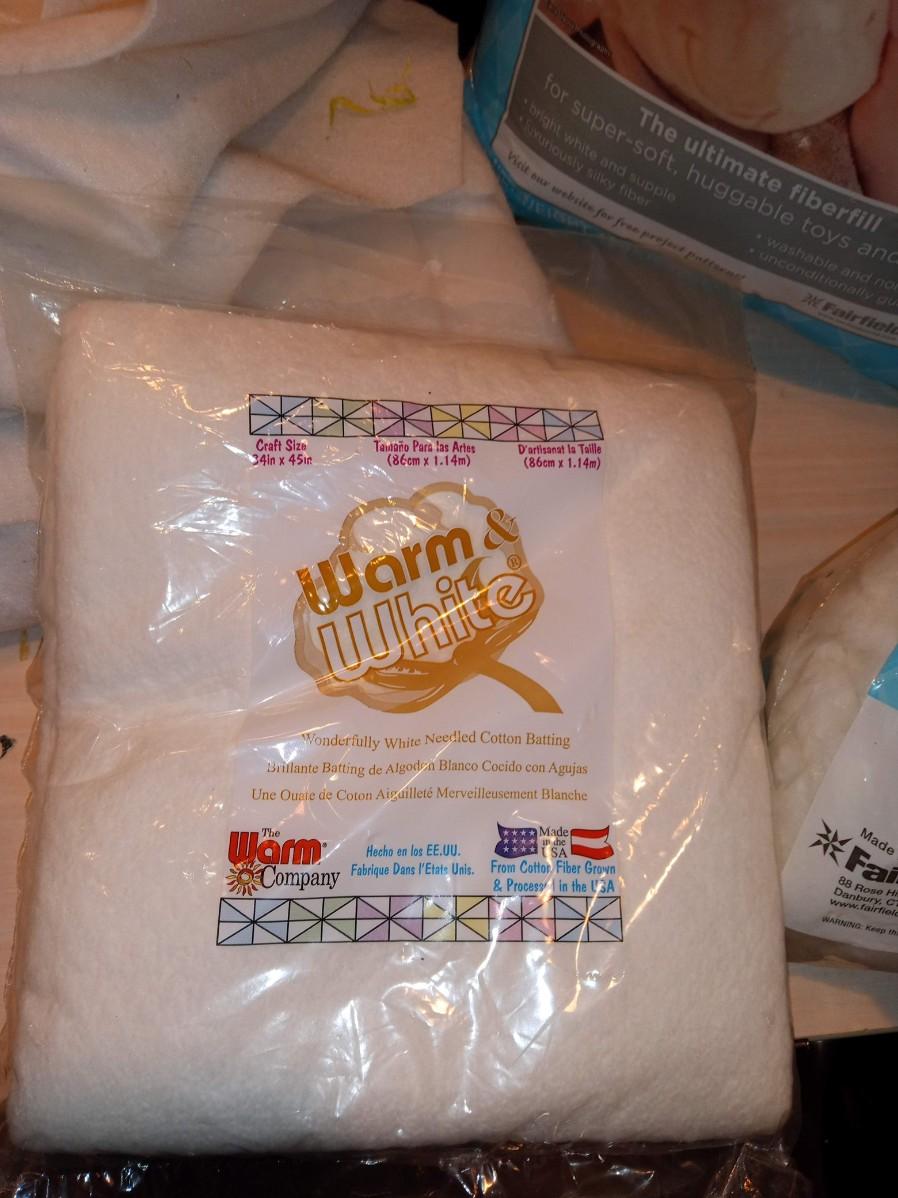 The ultimate fiberfill
for super-soft, huggable toys and
• bright white and supple
• luxuriously silky fiber
• washable and no
• unconditionally gu
Visit our website for free project patterns!
Fairfield
Craft Size
34in x 45in
Tamaño Para las Artes
(86cm x 1.14m)
D'artisanat la Taille
(86cm x 1.14m)
Warm &
White®
Wonderfully White Needled Cotton Batting
Brillante Batting de Algodon Blanco Cocido con Agujas
Une Ouate de Coton Aiguilleté Merveilleusement Blanche
The
Warm®
Company
Hecho en los EE.UU.
Fabrique Dans l'Etats Unis.
Made
in the
USA
From Cotton Fiber Grown
& Processed in the USA
Made
Fai
88 Rose Hi
Danbury, C
www.fairfiel
WARNING: Keep th